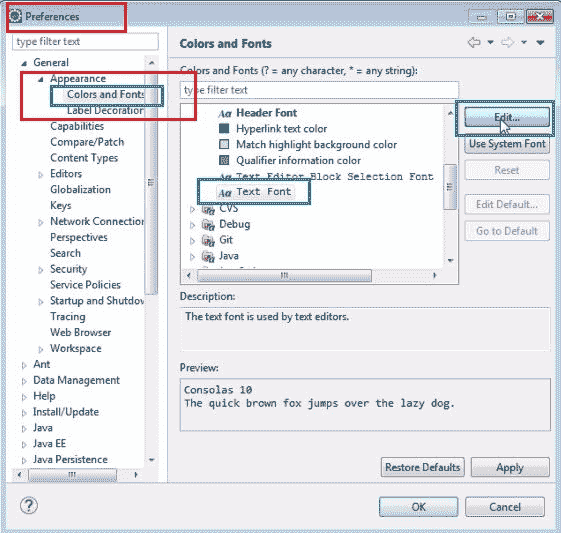 Preferences
type filter text
General
Appearance
Colors and Fonts
Label Decoration
Capabilities
Compare/Patch
Content Types
Editors
Globalization
Keys
Network Connection
Perspectives
Search
Security
Service Policies
Startup and Shutdow
Tracing
Web Browser
Workspace
Ant
Data Management
Help
Install/Update
Java
Java EE
Java Persistence
Colors and Fonts
Colors and Fonts (? = any character, * = any string):
type filter text
Aa Header Font
Hyperlink text color
Match highlight background color
Qualifier information color
Aa Text Editor Block Selection Font
Aa Text Font
CVS
Debug
Git
Java
Edit...
Use System Font
Reset
Edit Default...
Go to Default
Description:
The text font is used by text editors.
Preview:
Consolas 10
The quick brown fox jumps over the lazy dog.
Restore Defaults
Apply
?
OK
Cancel